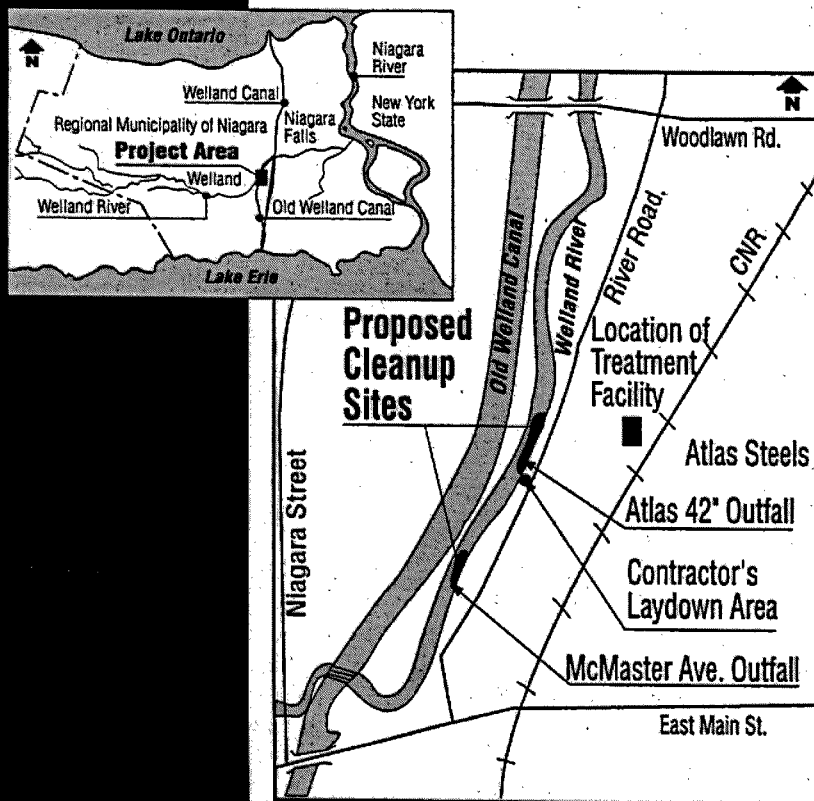 Lake Ontario
N
Niagara
River
Welland Canal
New York
State
Niagara
Falls
Regional Municipality of Niagara
Project Area
Welland
Welland River
Old Welland Canal
Lake Erie
N
Woodlawn Rd.
CNR
River Road
Welland River
Old Welland Canal
Proposed
Cleanup
Sites
Location of
Treatment
Facility
Atlas Steels
Atlas 42" Outfall
Niagara Street
Contractor's
Laydown Area
McMaster Ave. Outfall
East Main St.